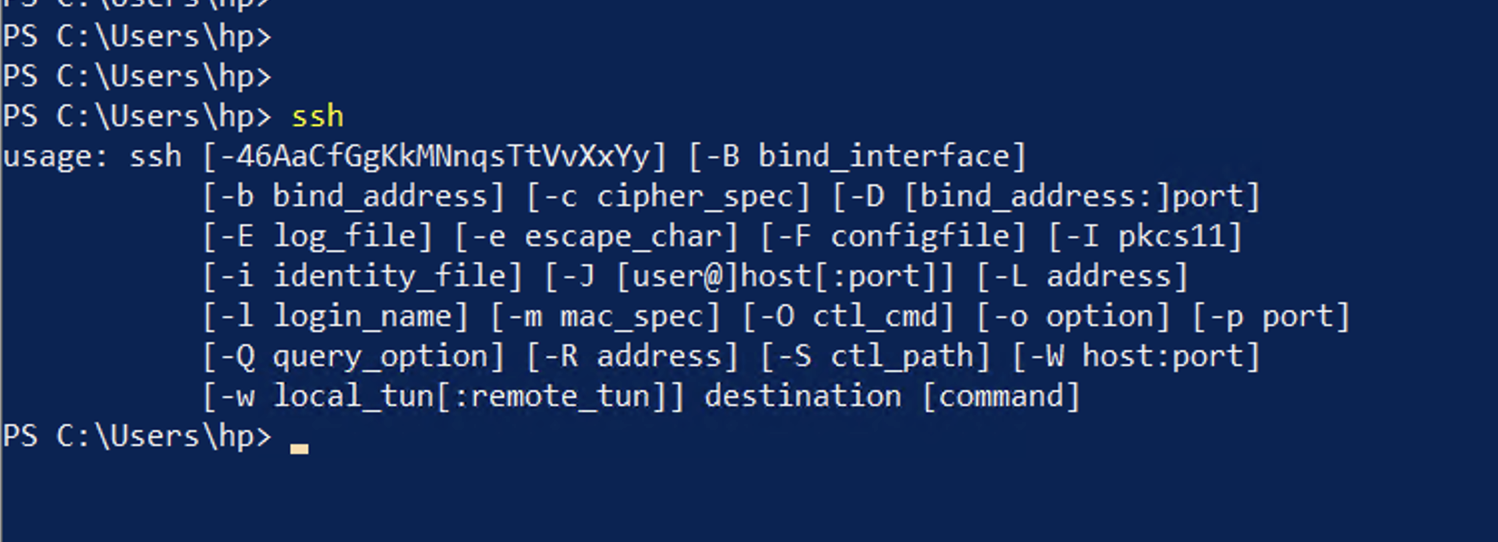 PS C:\Users\hp>
PS C:\Users\hp>
PS C:\Users\hp>
PS C:\Users\hp> ssh
usage: ssh [-46AaCfGgKkMNnqsTtVvXxYy] [-B bind_interface]
           [-b bind_address] [-c cipher_spec] [-D [bind_address:]port]
           [-E log_file] [-e escape_char] [-F configfile] [-I pkcs11]
           [-i identity_file] [-J [user@]host[:port]] [-L address]
           [-l login_name] [-m mac_spec] [-O ctl_cmd] [-o option] [-p port]
           [-Q query_option] [-R address] [-S ctl_path] [-W host:port]
           [-w local_tun[:remote_tun]] destination [command]
PS C:\Users\hp>